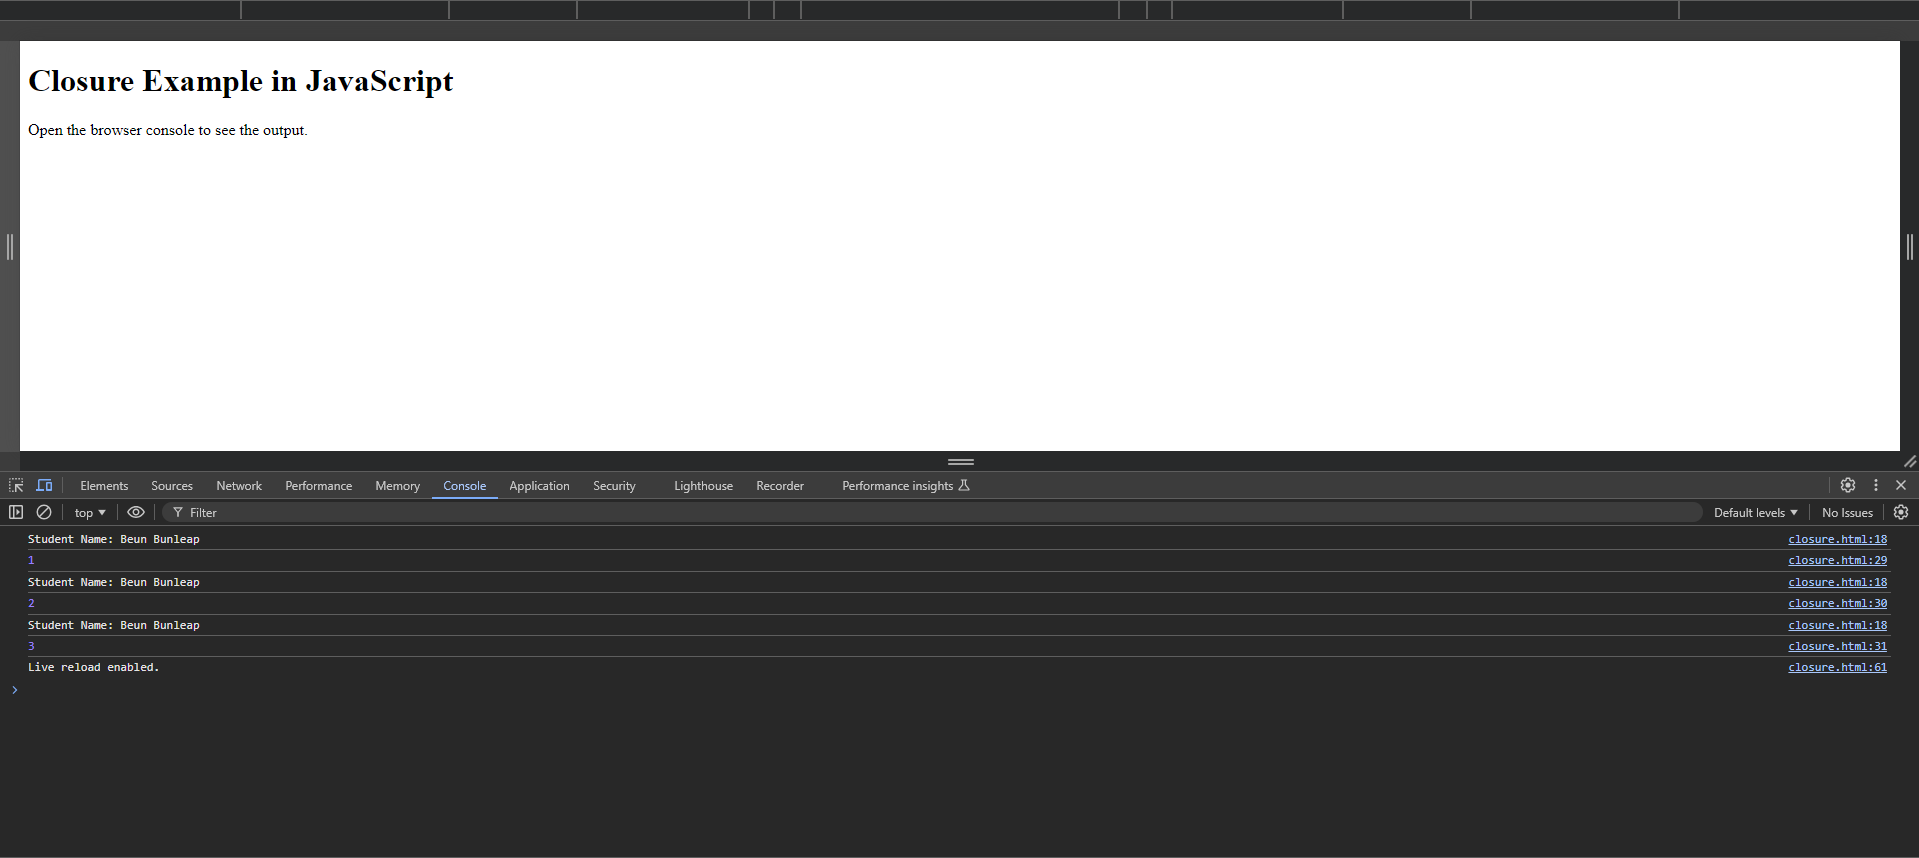 Closure Example in JavaScript
Open the browser console to see the output.
Elements Sources Network Performance Memory Console Application Security Lighthouse Recorder Performance insights
top Filter Default levels No Issues
Student Name: Beun Bunleap closure.html:18
1 closure.html:29
Student Name: Beun Bunleap closure.html:18
2 closure.html:30
Student Name: Beun Bunleap closure.html:18
3 closure.html:31
Live reload enabled. closure.html:61